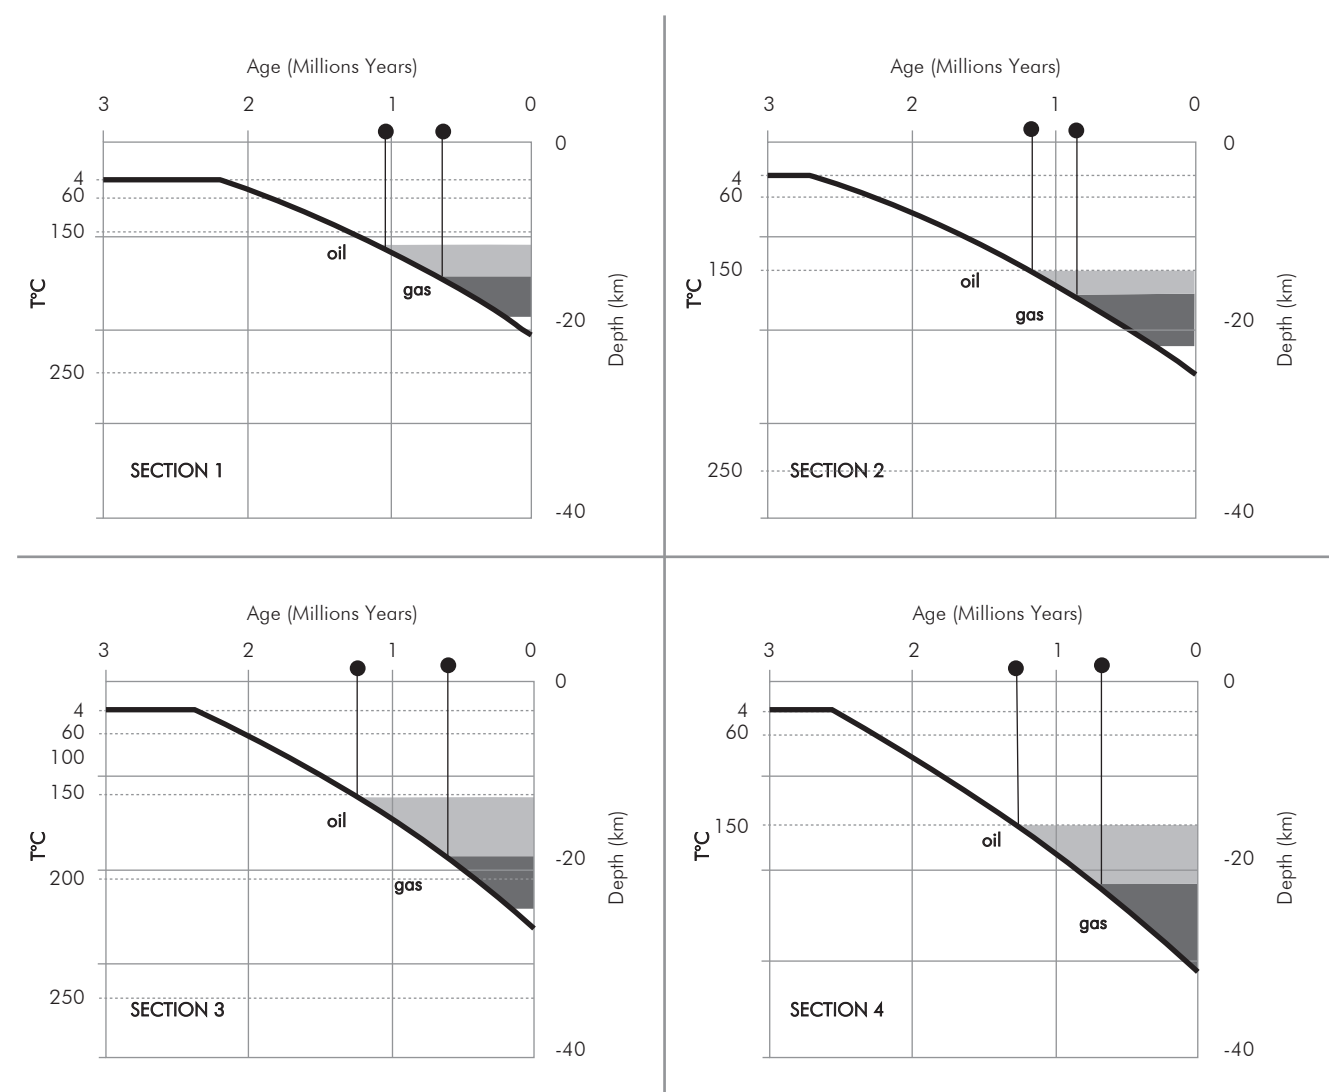 Age (Millions Years)
3 2 1 0
0
4
60
150
oil
gas
T°C
Depth (km)
-20
250
SECTION 1
-40
Age (Millions Years)
3 2 1 0
0
4
60
150
oil
gas
T°C
Depth (km)
-20
250
SECTION 2
-40
Age (Millions Years)
3 2 1 0
0
4
60
100
150
oil
T°C
Depth (km)
-20
200
gas
250
SECTION 3
-40
Age (Millions Years)
3 2 1 0
0
4
60
150
oil
T°C
Depth (km)
-20
gas
SECTION 4
-40